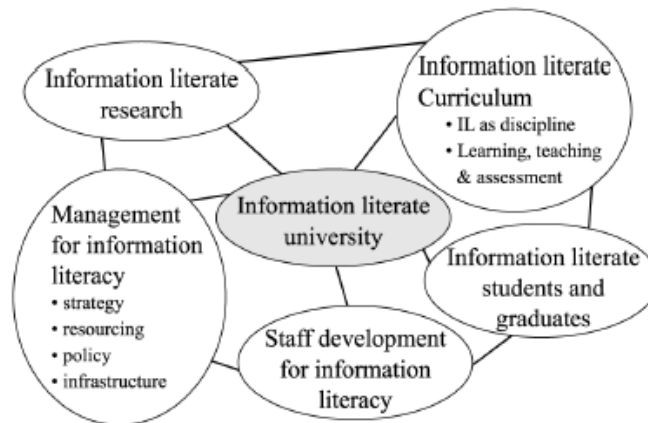 Information literate
research
Information literate
Curriculum
• IL as discipline
• Learning, teaching
& assessment
Management
for information
literacy
• strategy
• resourcing
• policy
• infrastructure
Information literate
university
Information literate
students and
graduates
Staff development
for information
literacy